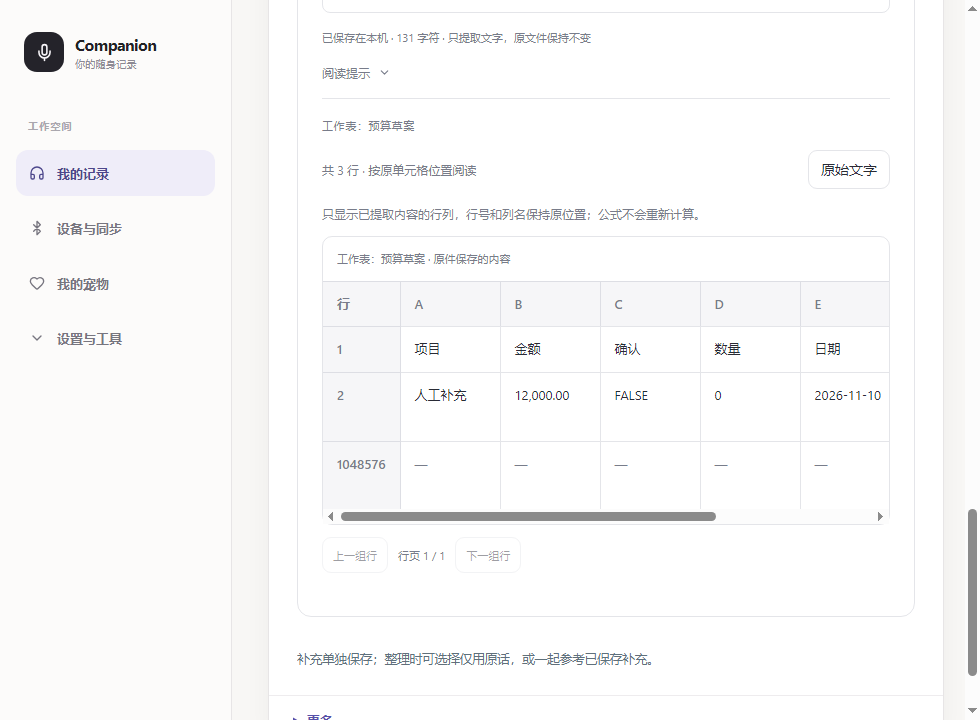 Companion
你的随身记录
工作空间
我的记录
设备与同步
我的宠物
设置与工具
已保存在本机 · 131 字符 · 只提取文字，原文件保持不变
阅读提示
工作表：预算草案
共 3 行 · 按原单元格位置阅读
原始文字
只显示已提取内容的行列，行号和列名保持原位置；公式不会重新计算。
工作表：预算草案 · 原件保存的内容
行 A B C D E
1 项目 金额 确认 数量 日期
2 人工补充 12,000.00 FALSE 0 2026-11-10
1048576 — — — — —
上一组行 行页 1 / 1 下一组行
补充单独保存；整理时可选择仅用原话，或一起参考已保存补充。
更多